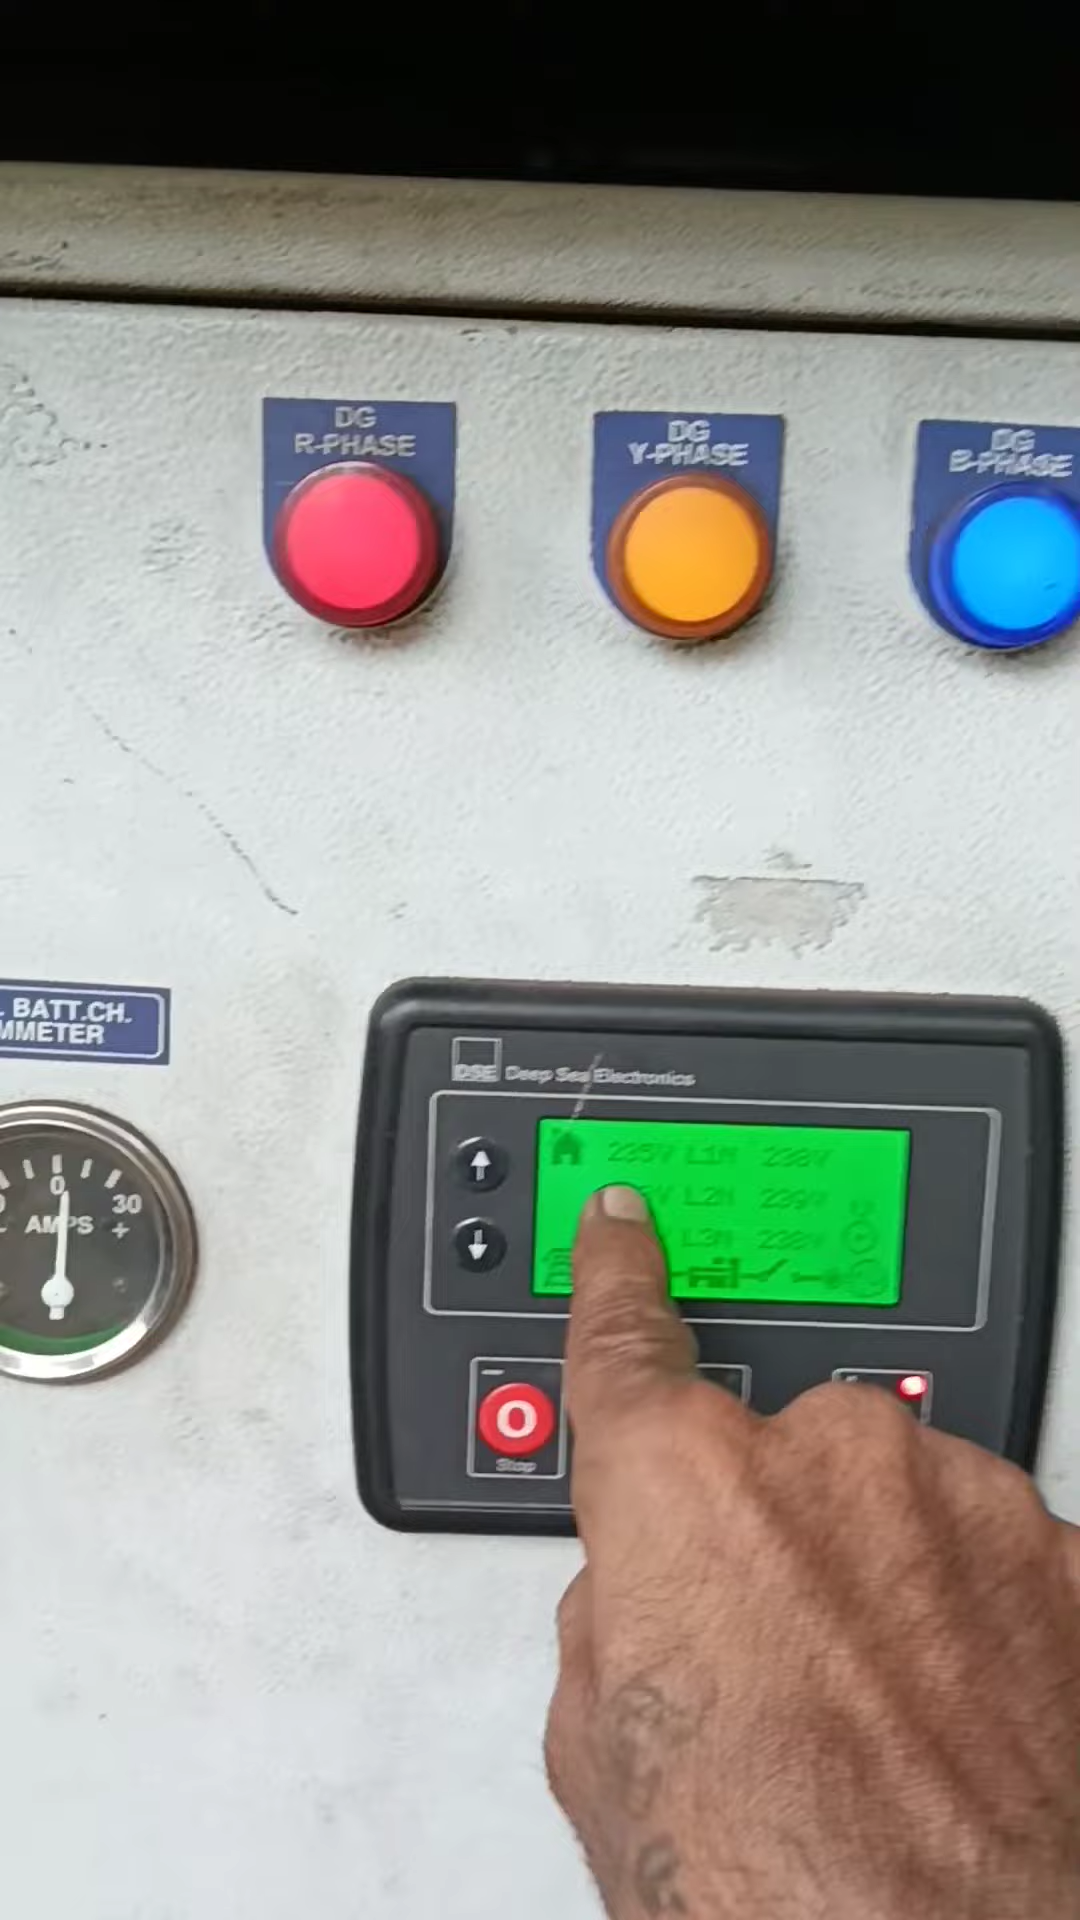 DG
R-PHASE
DG
Y-PHASE
DG
B-PHASE
BATT.CH.
MMETER
0
30
AMPS
+
DSE Deep Sea Electronics
235V L1N 238V
V L2N 239V
L3N 238V
O
Stop